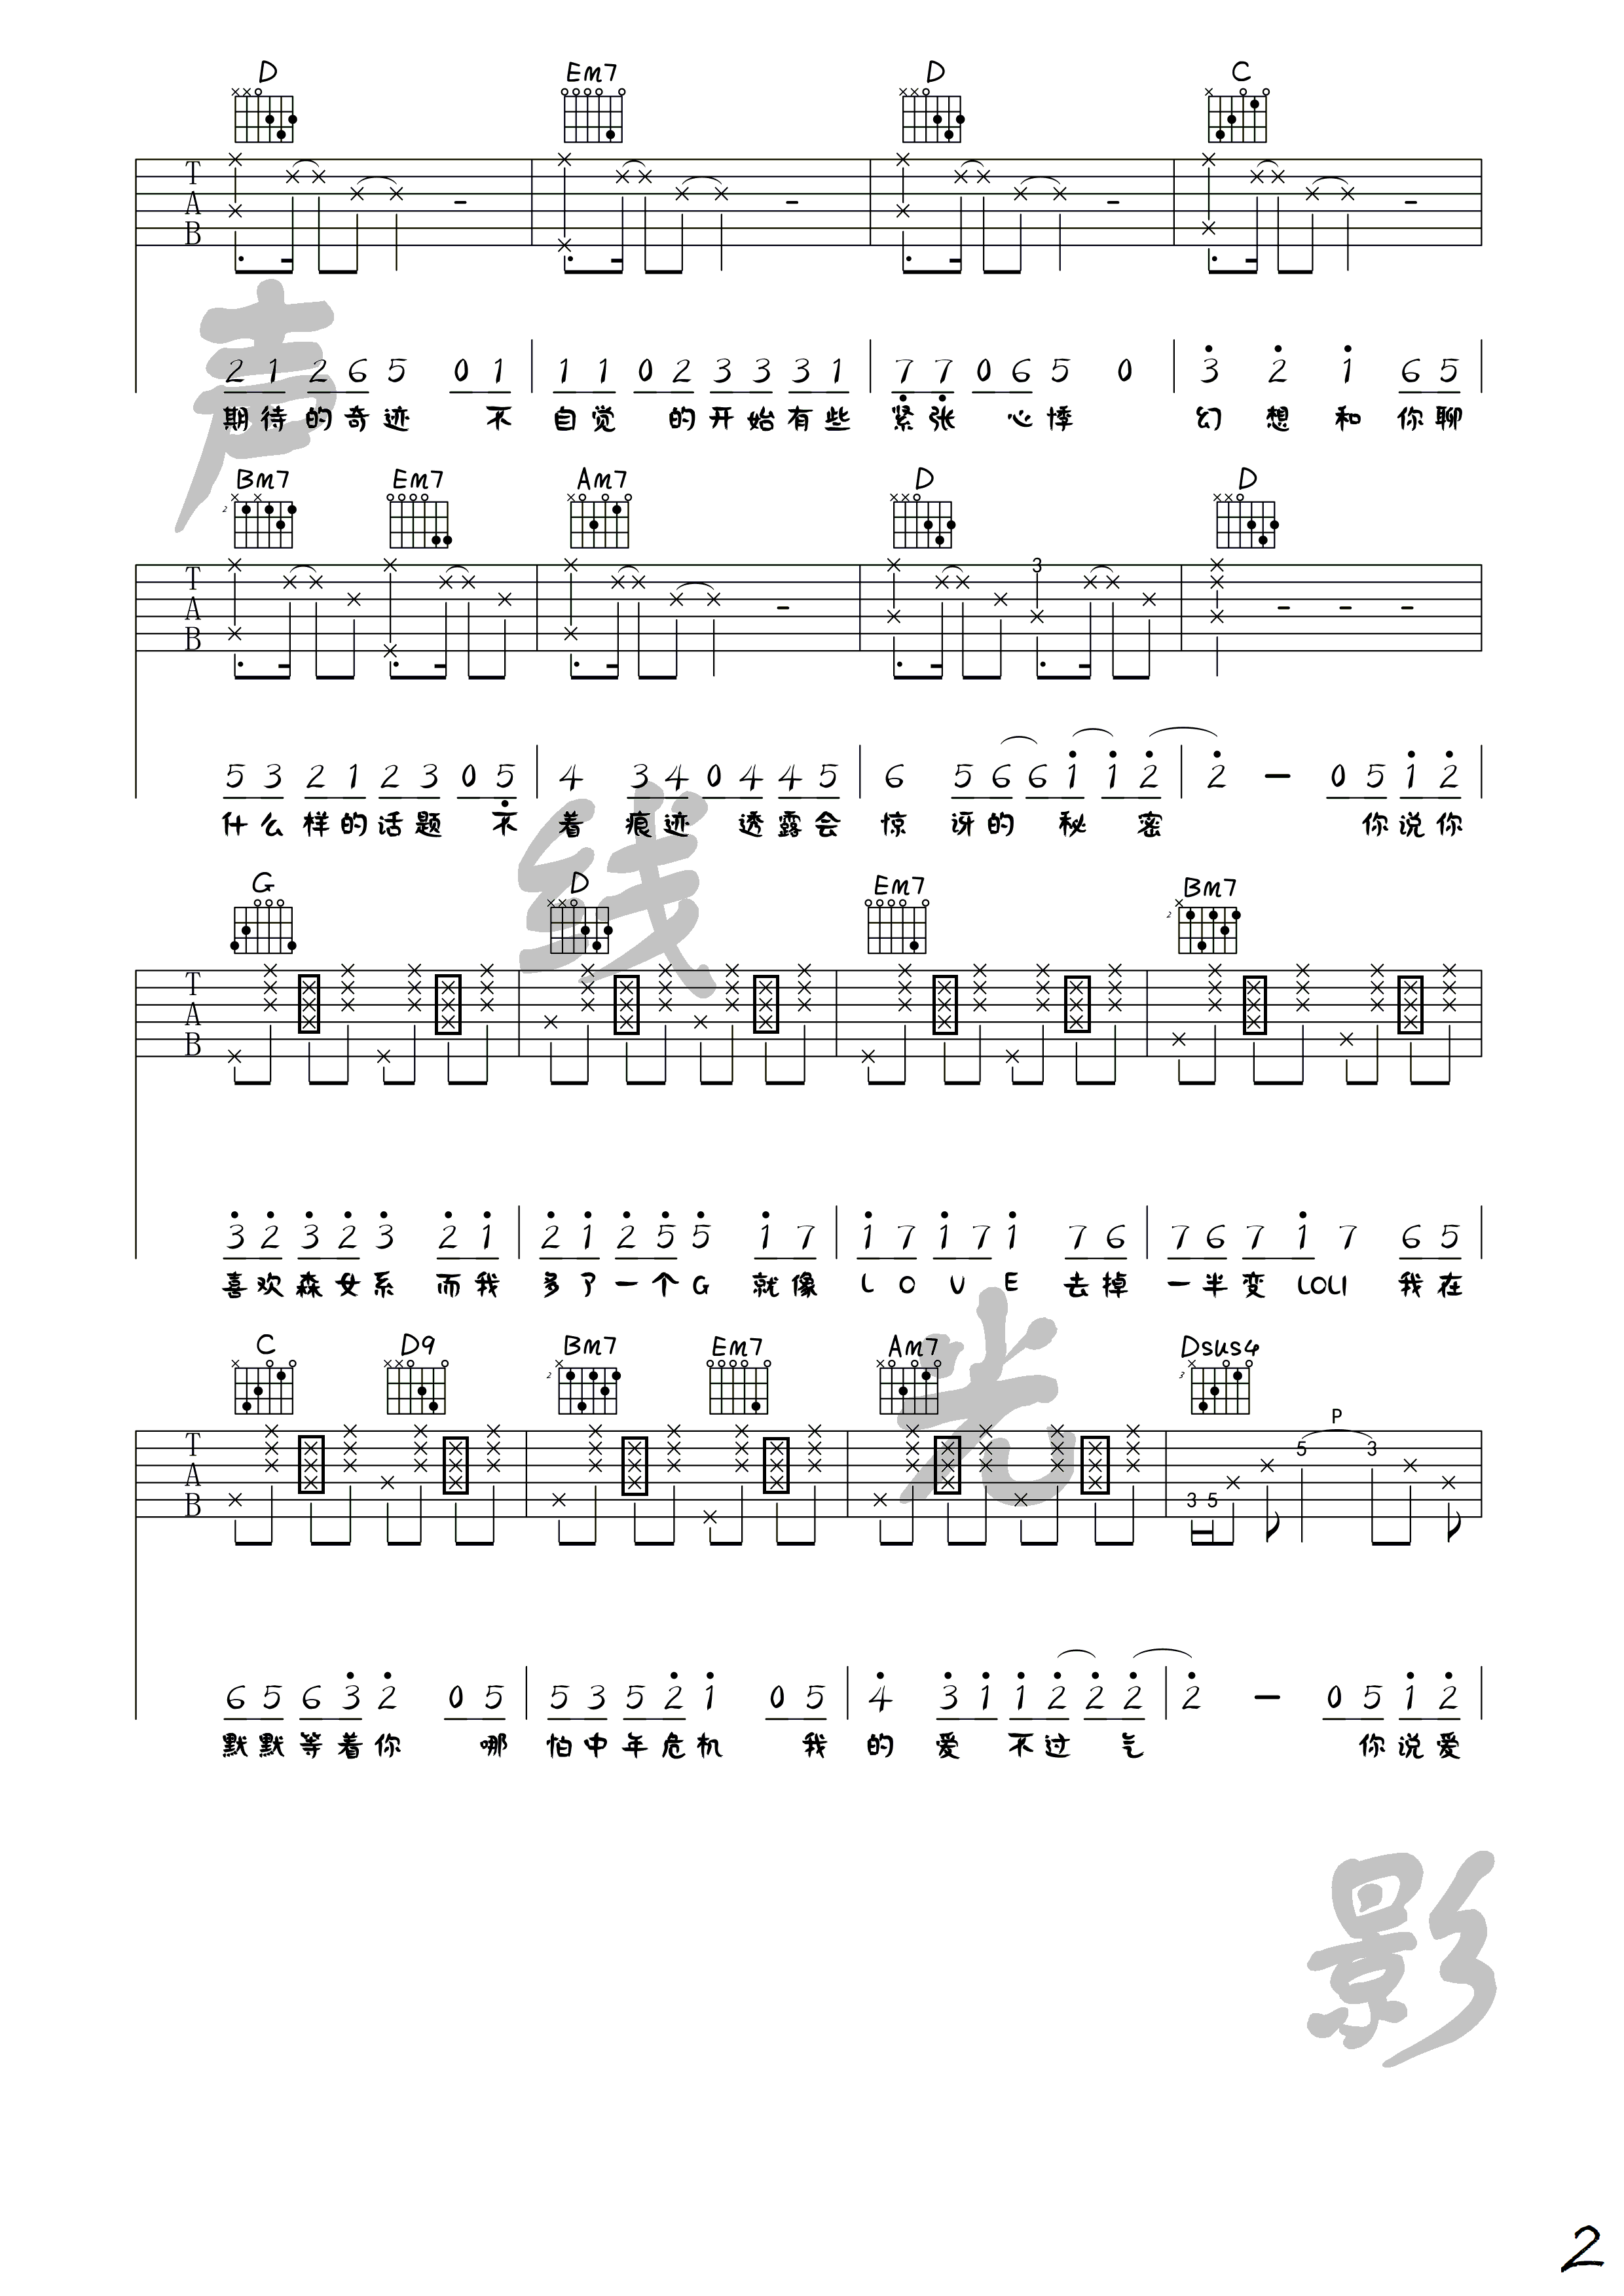 D Em7 D C
T A B
2 1 2 6 5 0 1 1 1 0 2 3 3 3 1 7 7 0 6 5 0 3 2 1 6 5
期待的奇迹 不 自觉 的开始有些 紧张 心悸 幻 想 和 你聊
Bm7 Em7 Am7 D D
2
T A B 3
5 3 2 1 2 3 0 5 4 3 4 0 4 4 5 6 5 6 6 1 1 2 2 - 0 5 1 2
什么样的话题 不 着 痕迹 透露会 惊 讶的 秘 密 你说你
G D Em7 Bm7
2
T A B
3 2 3 2 3 2 1 2 1 2 5 5 1 7 1 7 1 7 1 7 6 7 6 7 1 7 6 5
喜欢森女系 而我 多了一个G 就像 L O V E 去掉 一半变 LOLI 我在
C D9 Bm7 Em7 Am7 Dsus4
2 3
P
T A B 3 5 5 3
6 5 6 3 2 0 5 5 3 5 2 1 0 5 4 3 1 1 2 2 2 2 - 0 5 1 2
默默等着你 哪 怕中年危机 我 的 爱 不过 气 你说爱
声线光影
2